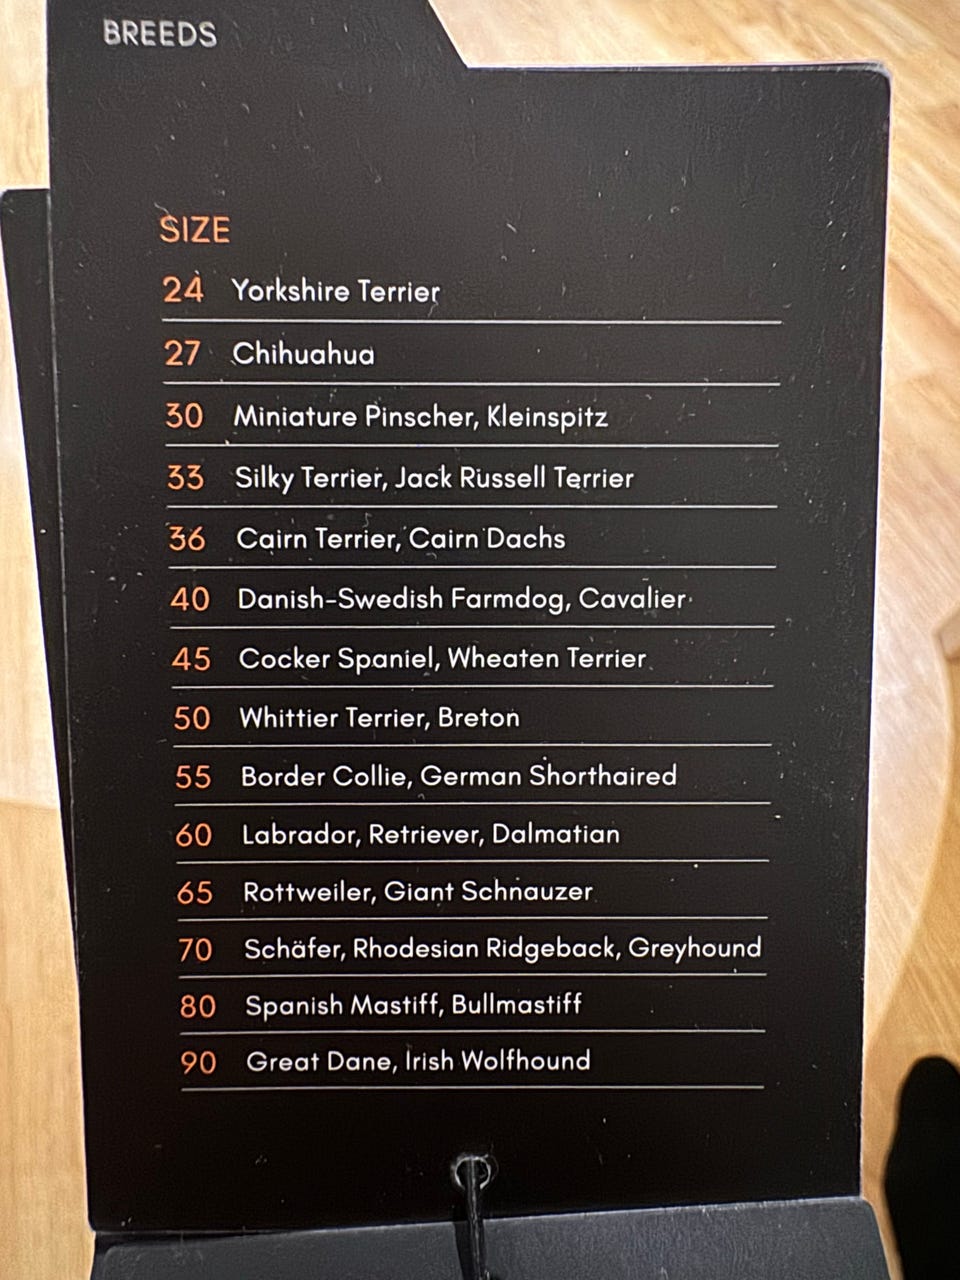 BREEDS
SIZE
24 Yorkshire Terrier
27 Chihuahua
30 Miniature Pinscher, Kleinspitz
33 Silky Terrier, Jack Russell Terrier
36 Cairn Terrier, Cairn Dachs
40 Danish-Swedish Farmdog, Cavalier
45 Cocker Spaniel, Wheaten Terrier
50 Whittier Terrier, Breton
55 Border Collie, German Shorthaired
60 Labrador, Retriever, Dalmatian
65 Rottweiler, Giant Schnauzer
70 Schäfer, Rhodesian Ridgeback, Greyhound
80 Spanish Mastiff, Bullmastiff
90 Great Dane, Irish Wolfhound